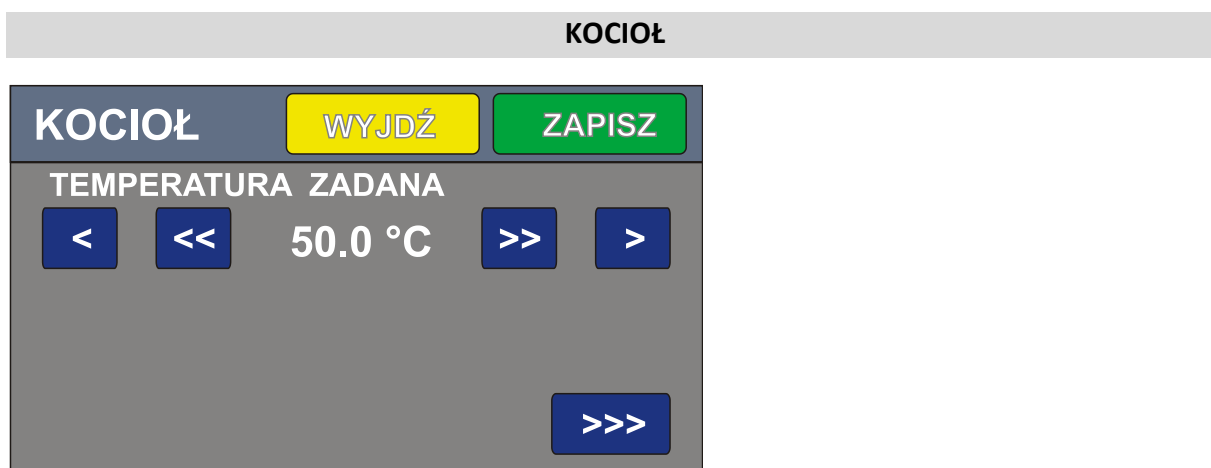 KOCIOŁ
KOCIOŁ WYJDŹ ZAPISZ
TEMPERATURA ZADANA
< << 50.0 °C >> >
>>>